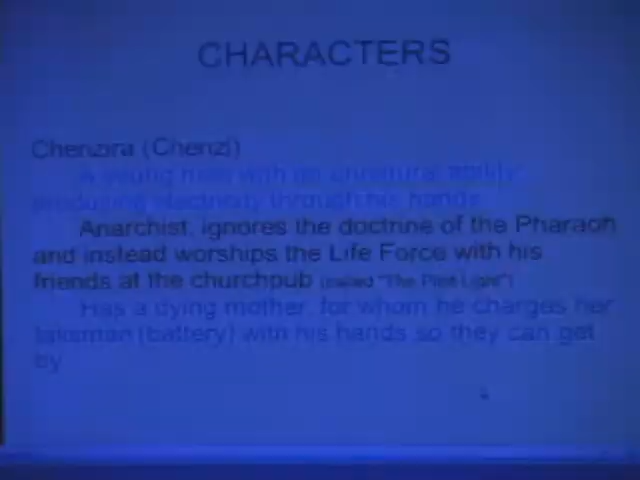 CHARACTERS
Chenzira (Chenzi)
A young man with an unnatural ability:
producing electricity through his hands
Anarchist, ignores the doctrine of the Pharaoh
and instead worships the Life Force with his
friends at the churchpub (called "The Pink Light")
Has a dying mother, for whom he charges her
talisman (battery) with his hands so they can get
by